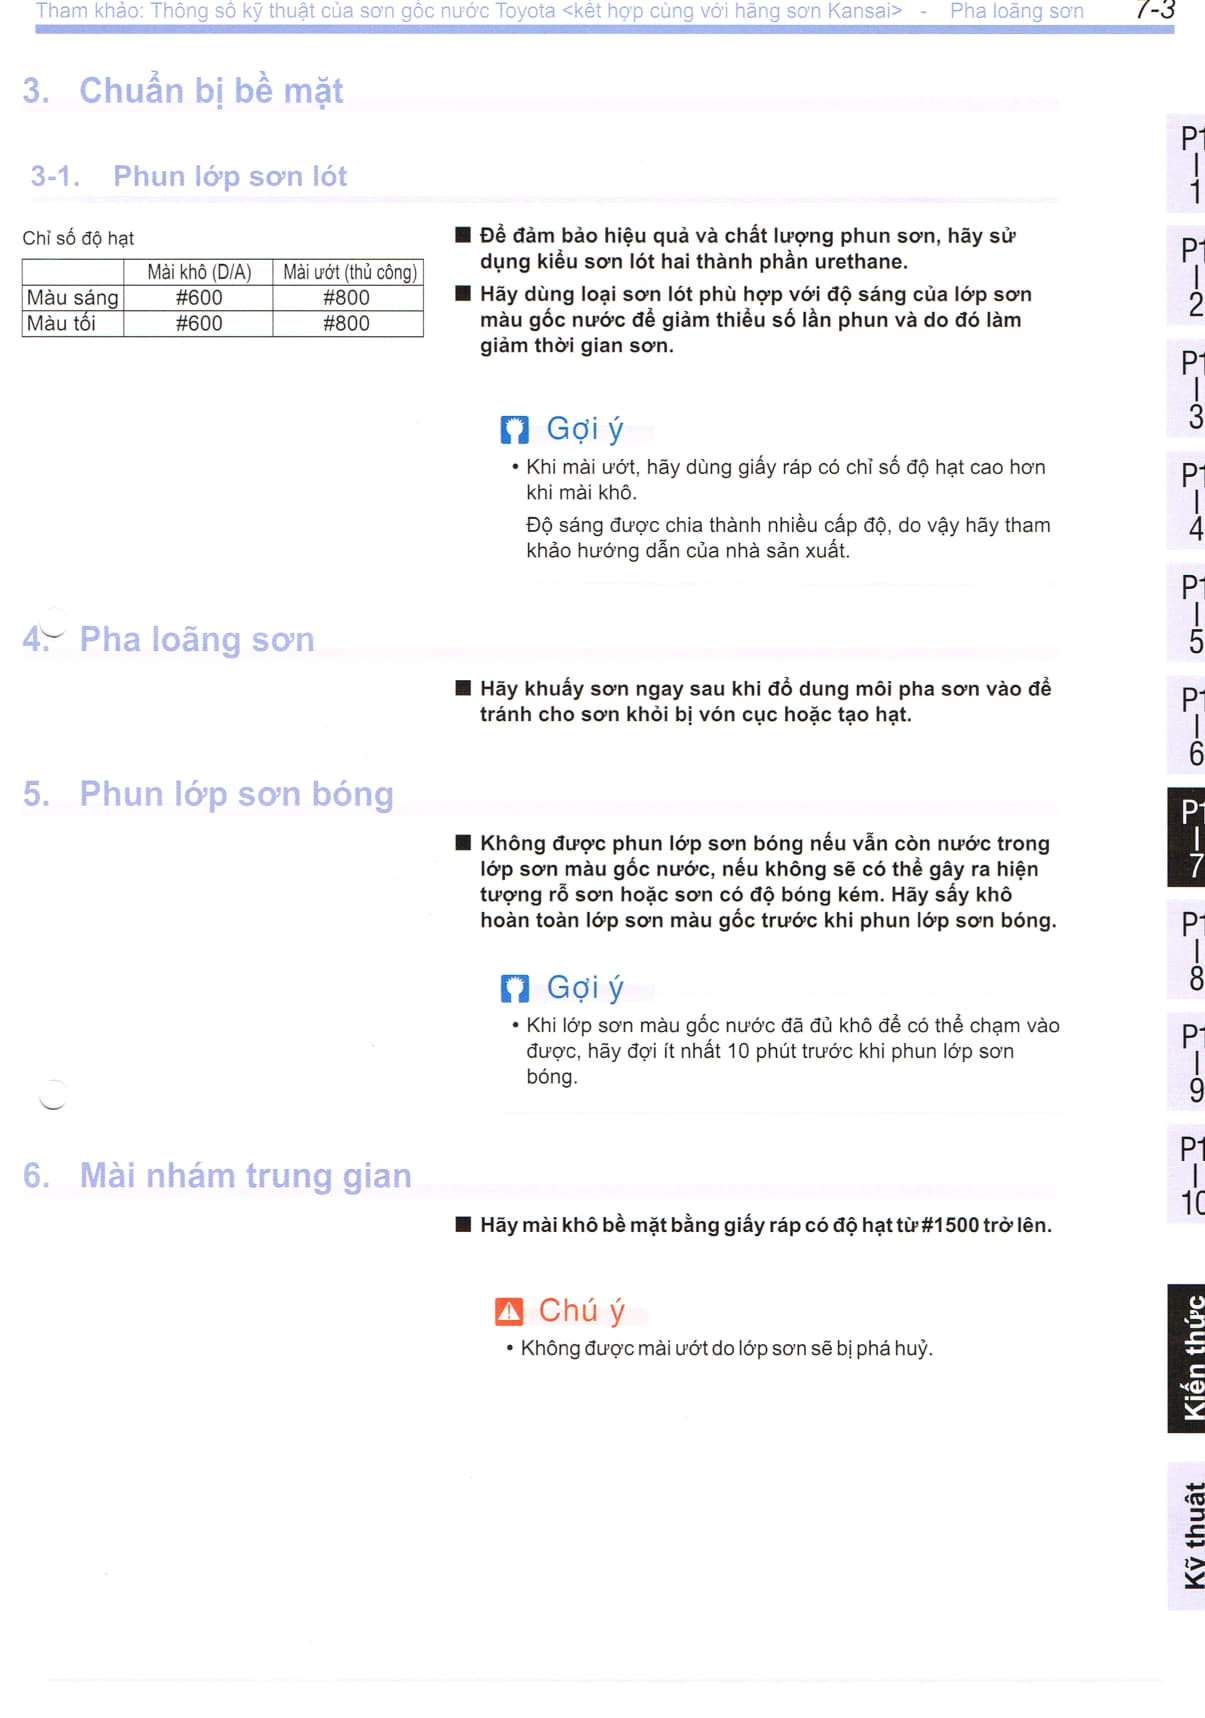 Tham khảo: Thông số kỹ thuật của sơn gốc nước Toyota <kết hợp cùng với hãng sơn Kansai> - Pha loãng sơn 7-3
3. Chuẩn bị bề mặt
3-1. Phun lớp sơn lót
Chỉ số độ hạt
Mài khô (D/A) Mài ướt (thủ công)
Màu sáng #600 #800
Màu tối #600 #800
■ Để đảm bảo hiệu quả và chất lượng phun sơn, hãy sử
dụng kiểu sơn lót hai thành phần urethane.
■ Hãy dùng loại sơn lót phù hợp với độ sáng của lớp sơn
màu gốc nước để giảm thiểu số lần phun và do đó làm
giảm thời gian sơn.
Gợi ý
• Khi mài ướt, hãy dùng giấy ráp có chỉ số độ hạt cao hơn
khi mài khô.
Độ sáng được chia thành nhiều cấp độ, do vậy hãy tham
khảo hướng dẫn của nhà sản xuất.
4. Pha loãng sơn
■ Hãy khuấy sơn ngay sau khi đổ dung môi pha sơn vào để
tránh cho sơn khỏi bị vón cục hoặc tạo hạt.
5. Phun lớp sơn bóng
■ Không được phun lớp sơn bóng nếu vẫn còn nước trong
lớp sơn màu gốc nước, nếu không sẽ có thể gây ra hiện
tượng rỗ sơn hoặc sơn có độ bóng kém. Hãy sấy khô
hoàn toàn lớp sơn màu gốc trước khi phun lớp sơn bóng.
Gợi ý
• Khi lớp sơn màu gốc nước đã đủ khô để có thể chạm vào
được, hãy đợi ít nhất 10 phút trước khi phun lớp sơn
bóng.
6. Mài nhám trung gian
■ Hãy mài khô bề mặt bằng giấy ráp có độ hạt từ #1500 trở lên.
Chú ý
• Không được mài ướt do lớp sơn sẽ bị phá huỷ.
P1
|
1
P1
|
2
P1
|
3
P1
|
4
P1
|
5
P1
|
6
P1
|
7
P1
|
8
P1
|
9
P1
|
10
Kiến thức
Kỹ thuật